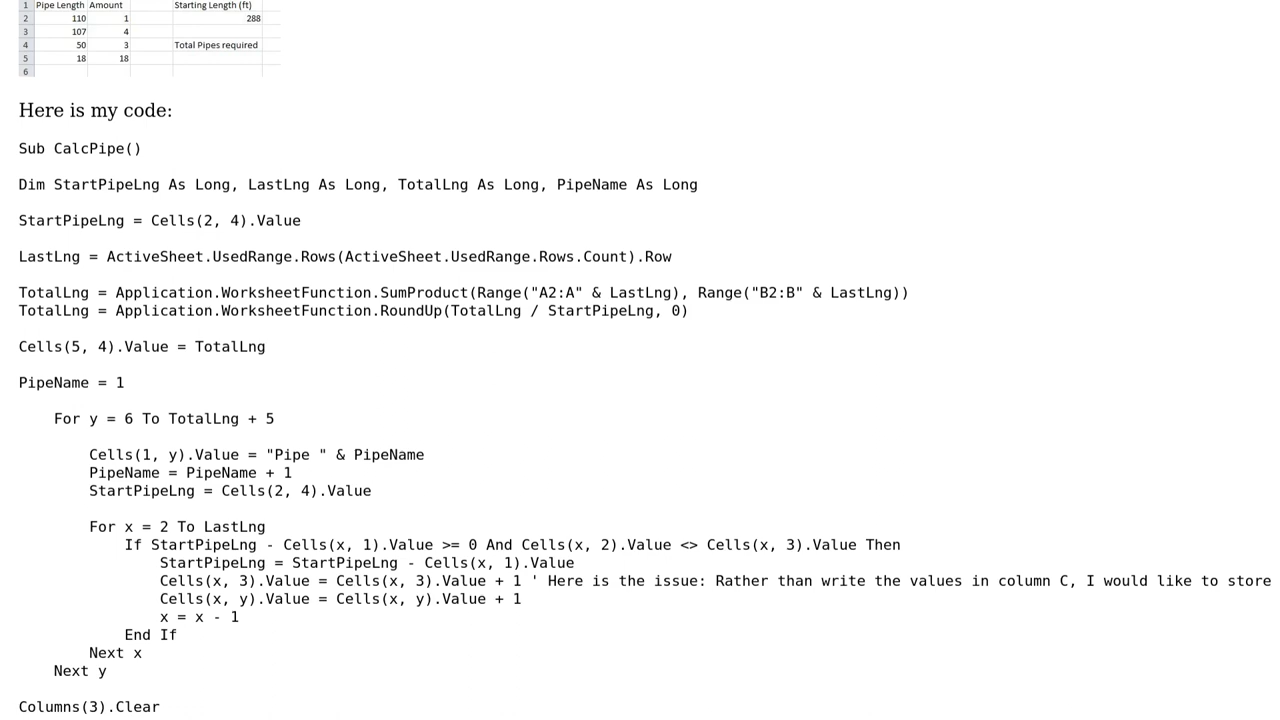 1 Pipe Length Amount Starting Length (ft)
2 110 1 288
3 107 4
4 50 3 Total Pipes required
5 18 18
6
Here is my code:
Sub CalcPipe()
Dim StartPipeLng As Long, LastLng As Long, TotalLng As Long, PipeName As Long
StartPipeLng = Cells(2, 4).Value
LastLng = ActiveSheet.UsedRange.Rows(ActiveSheet.UsedRange.Rows.Count).Row
TotalLng = Application.WorksheetFunction.SumProduct(Range("A2:A" & LastLng), Range("B2:B" & LastLng))
TotalLng = Application.WorksheetFunction.RoundUp(TotalLng / StartPipeLng, 0)
Cells(5, 4).Value = TotalLng
PipeName = 1
For y = 6 To TotalLng + 5
Cells(1, y).Value = "Pipe " & PipeName
PipeName = PipeName + 1
StartPipeLng = Cells(2, 4).Value
For x = 2 To LastLng
If StartPipeLng - Cells(x, 1).Value >= 0 And Cells(x, 2).Value <> Cells(x, 3).Value Then
StartPipeLng = StartPipeLng - Cells(x, 1).Value
Cells(x, 3).Value = Cells(x, 3).Value + 1 ' Here is the issue: Rather than write the values in column C, I would like to store
Cells(x, y).Value = Cells(x, y).Value + 1
x = x - 1
End If
Next x
Next y
Columns(3).Clear